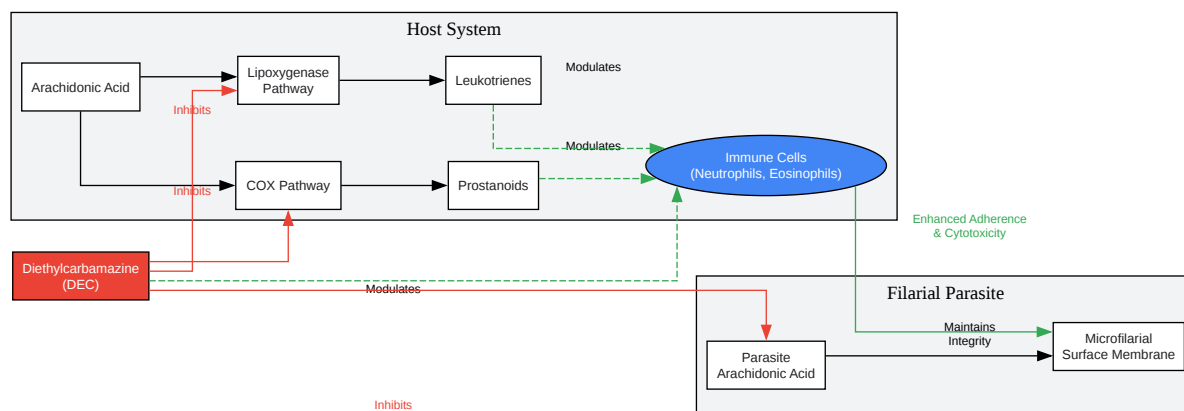 Host System
Arachidonic Acid
Lipoxygenase
Pathway
Leukotrienes
Modulates
Inhibits
Modulates
Immune Cells
(Neutrophils, Eosinophils)
COX Pathway
Prostanoids
Inhibits
Enhanced Adherence
& Cytotoxicity
Diethylcarbamazine
(DEC)
Modulates
Filarial Parasite
Maintains
Integrity
Microfilarial
Surface Membrane
Parasite
Arachidonic Acid
Inhibits